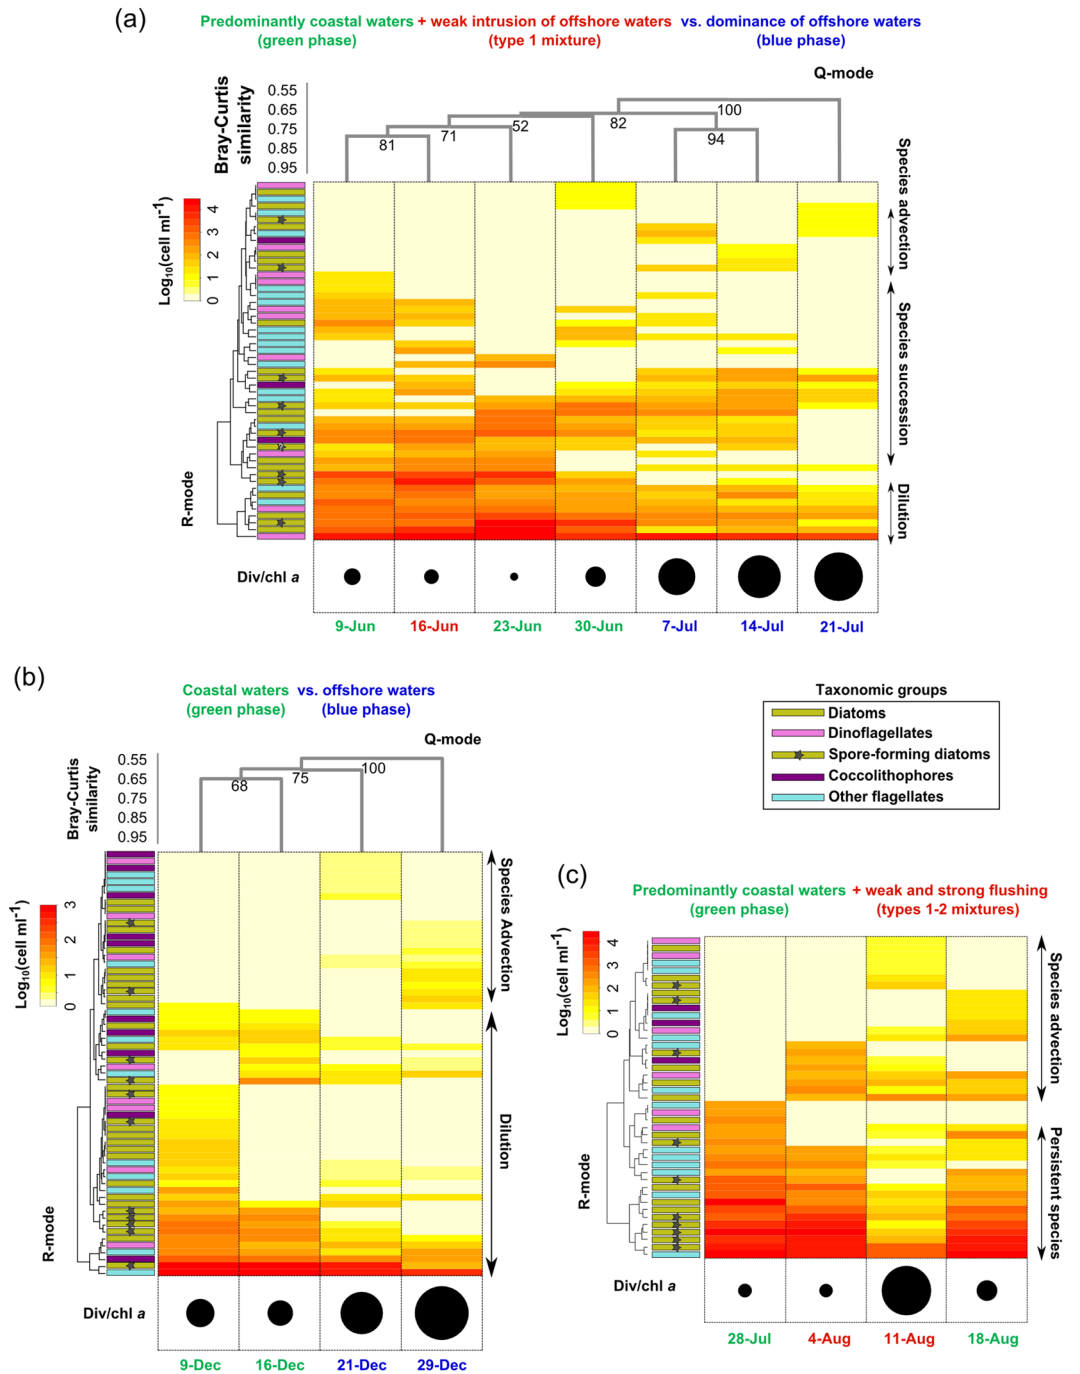 (a)
Predominantly coastal waters + weak intrusion of offshore waters vs. dominance of offshore waters
(green phase) (type 1 mixture) (blue phase)
Q-mode
Bray-Curtis
similarity
0.55
0.65
0.75
0.85
0.95
81
71
52
82
94
100
Log10(cell ml-1)
0 1 2 3 4
Species advection
Species succession
Dilution
R-mode
Div/chl a
9-Jun 16-Jun 23-Jun 30-Jun 7-Jul 14-Jul 21-Jul
(b)
Coastal waters vs. offshore waters
(green phase) (blue phase)
Q-mode
Bray-Curtis
similarity
0.55
0.65
0.75
0.85
0.95
68
75
100
Log10(cell ml-1)
0 1 2 3
Species Advection
Dilution
R-mode
Div/chl a
9-Dec 16-Dec 21-Dec 29-Dec
Taxonomic groups
Diatoms
Dinoflagellates
Spore-forming diatoms
Coccolithophores
Other flagellates
(c)
Predominantly coastal waters + weak and strong flushing
(green phase) (types 1-2 mixtures)
Log10(cell ml-1)
0 1 2 3 4
Species advection
Persistent species
R-mode
Div/chl a
28-Jul 4-Aug 11-Aug 18-Aug